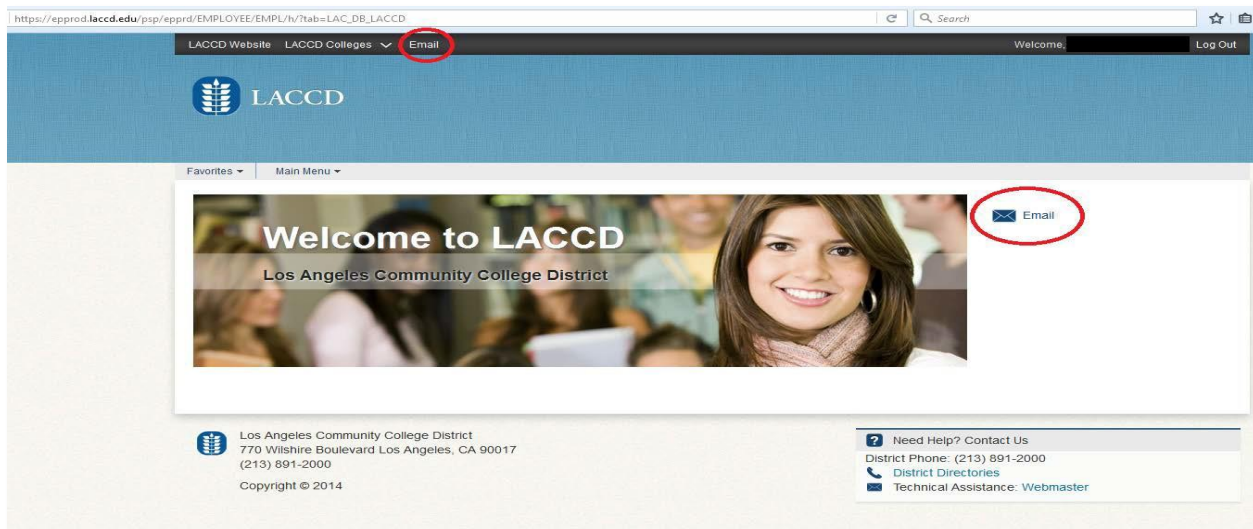 https://epprod.laccd.edu/psp/epprd/EMPLOYEE/EMPL/h/?tab=LAC_DB_LACCD
Search
LACCD Website LACCD Colleges Email Welcome, Log Out
LACCD
Favorites Main Menu
Welcome to LACCD
Los Angeles Community College District
Email
Los Angeles Community College District
770 Wilshire Boulevard Los Angeles, CA 90017
(213) 891-2000
Copyright © 2014
? Need Help? Contact Us
District Phone: (213) 891-2000
District Directories
Technical Assistance: Webmaster